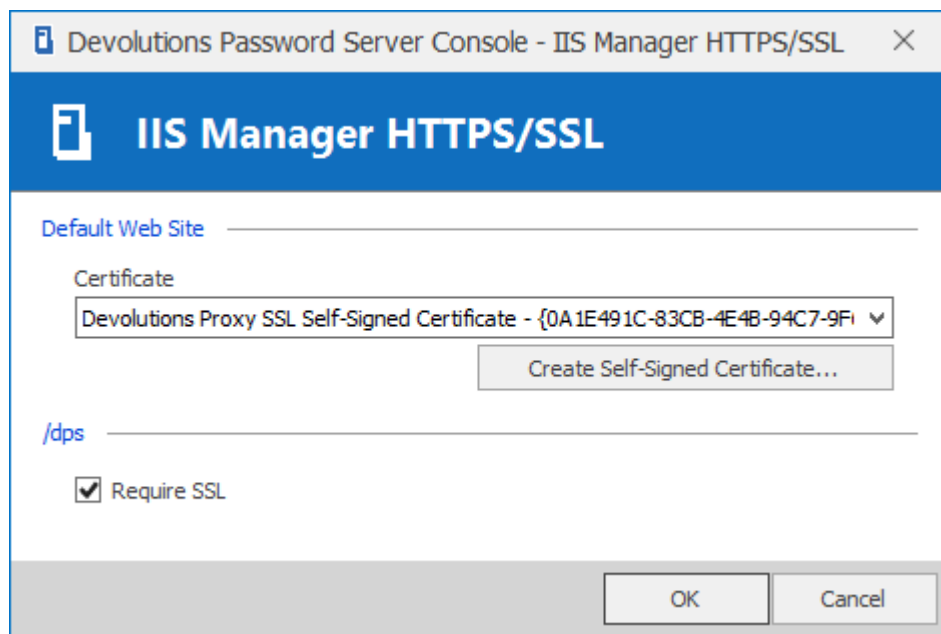 Devolutions Password Server Console - IIS Manager HTTPS/SSL
IIS Manager HTTPS/SSL
Default Web Site
Certificate
Devolutions Proxy SSL Self-Signed Certificate - {0A1E491C-83CB-4E4B-94C7-9F
Create Self-Signed Certificate...
/dps
Require SSL
OK Cancel